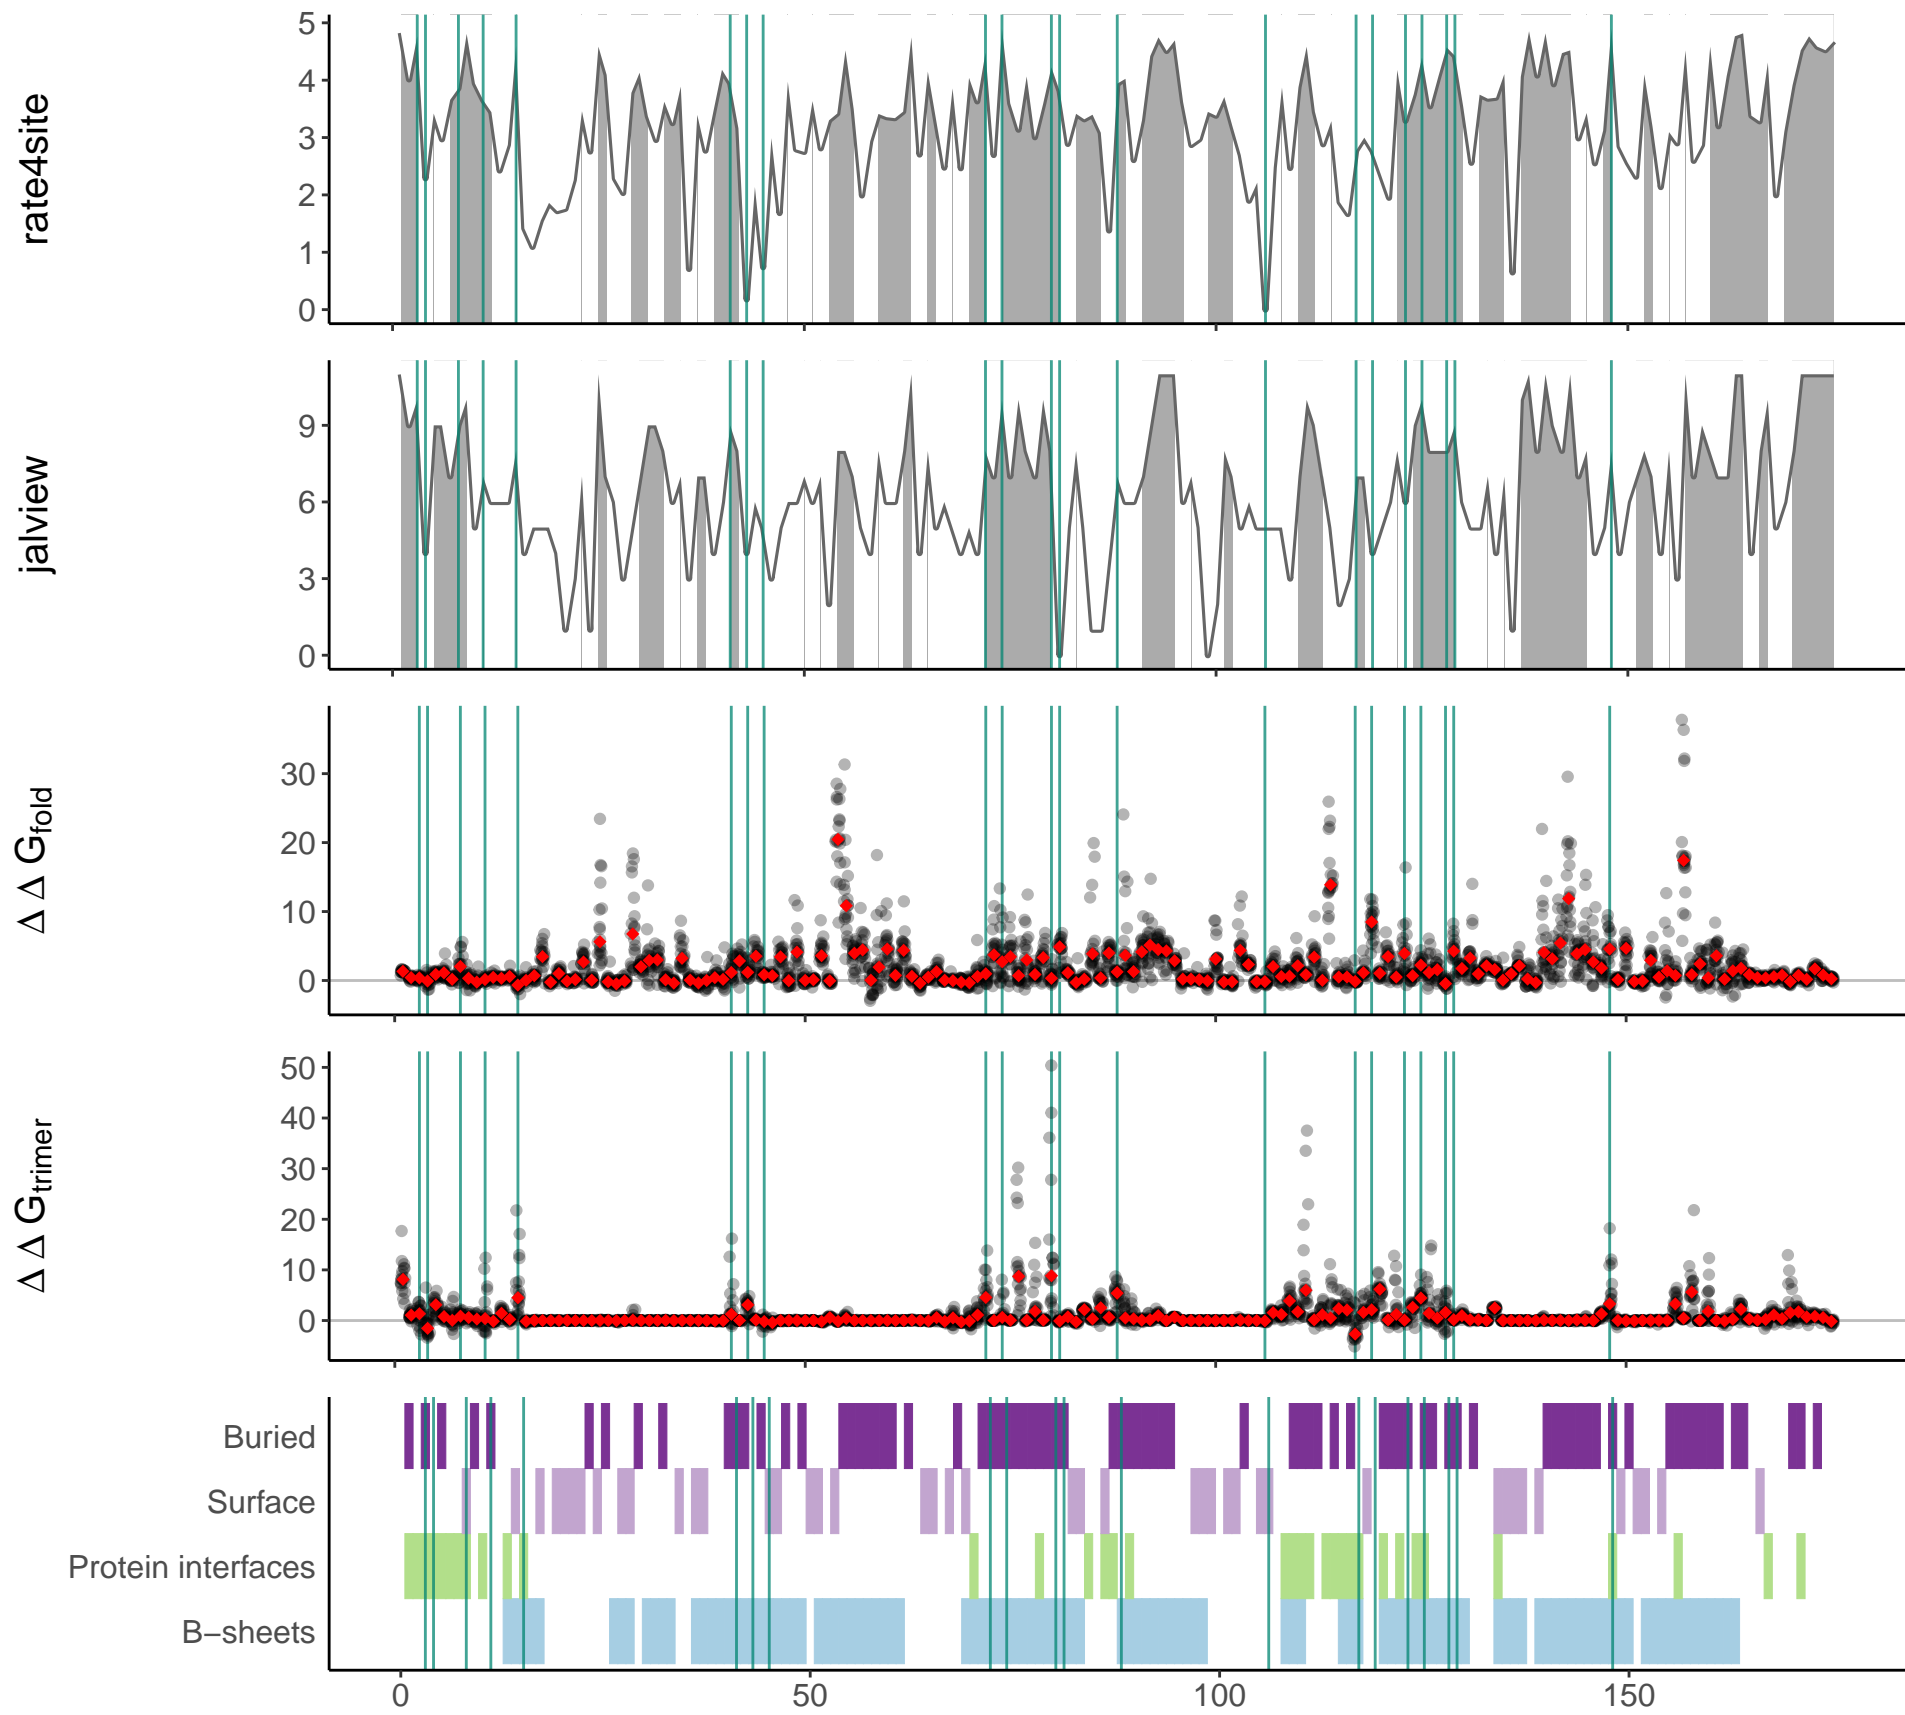 rate4site
5
4
3
2
1
0
jalview
9
6
3
0
Δ Δ Gfold
30
20
10
0
Δ Δ Gtrimer
50
40
30
20
10
0
Buried
Surface
Protein interfaces
B−sheets
0 50 100 150